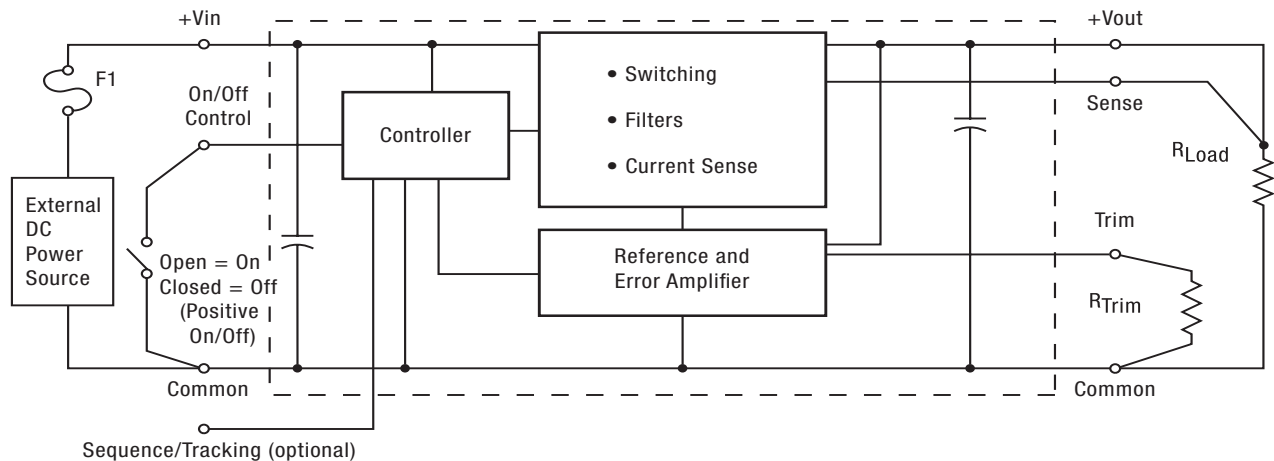 +Vin
+Vout
F1
On/Off
Control
• Switching
• Filters
• Current Sense
Controller
Sense
RLoad
External
DC
Power
Source
Open = On
Closed = Off
(Positive
On/Off)
Reference and
Error Amplifier
Trim
RTrim
Common
Common
Sequence/Tracking (optional)